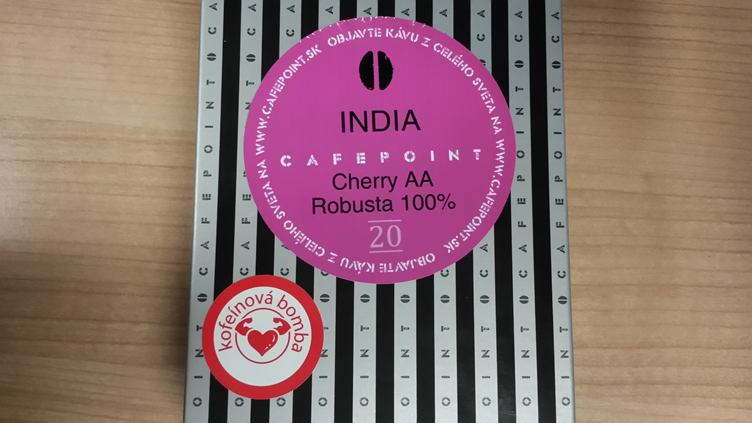 OBJAVTE KÁVU Z CELÉHO SVETA NA WWW.CAFEPOINT.SK
OBJAVTE KÁVU Z CELÉHO SVETA NA WWW.CAFEPOINT.SK
INDIA
CAFEPOINT
Cherry AA
Robusta 100%
20
kofeínová bomba
CAFEPOINT